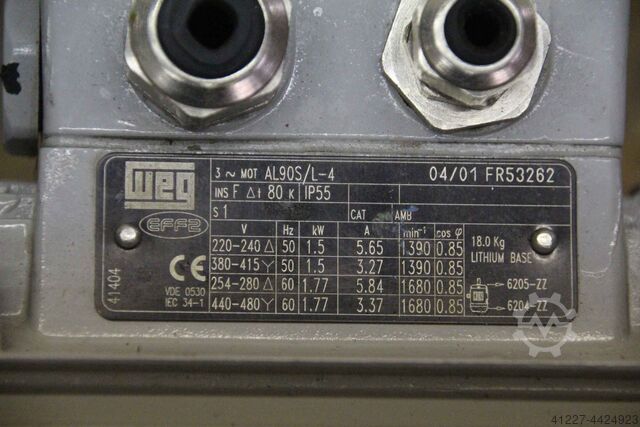 WEG
EFF2
3 ~ MOT AL90S/L-4 04/01 FR53262
INS F Δt 80 K IP55
S1 CAT AMB
V Hz kW A min⁻¹ cos φ
220-240 Δ 50 1.5 5.65 1390 0.85
380-415 Y 50 1.5 3.27 1390 0.85
254-280 Δ 60 1.77 5.84 1680 0.85
440-480 Y 60 1.77 3.37 1680 0.85
18.0 Kg
LITHIUM BASE
6205-ZZ
6204-ZZ
CE
VDE 0530
IEC 34-1
41404
41227-4424923